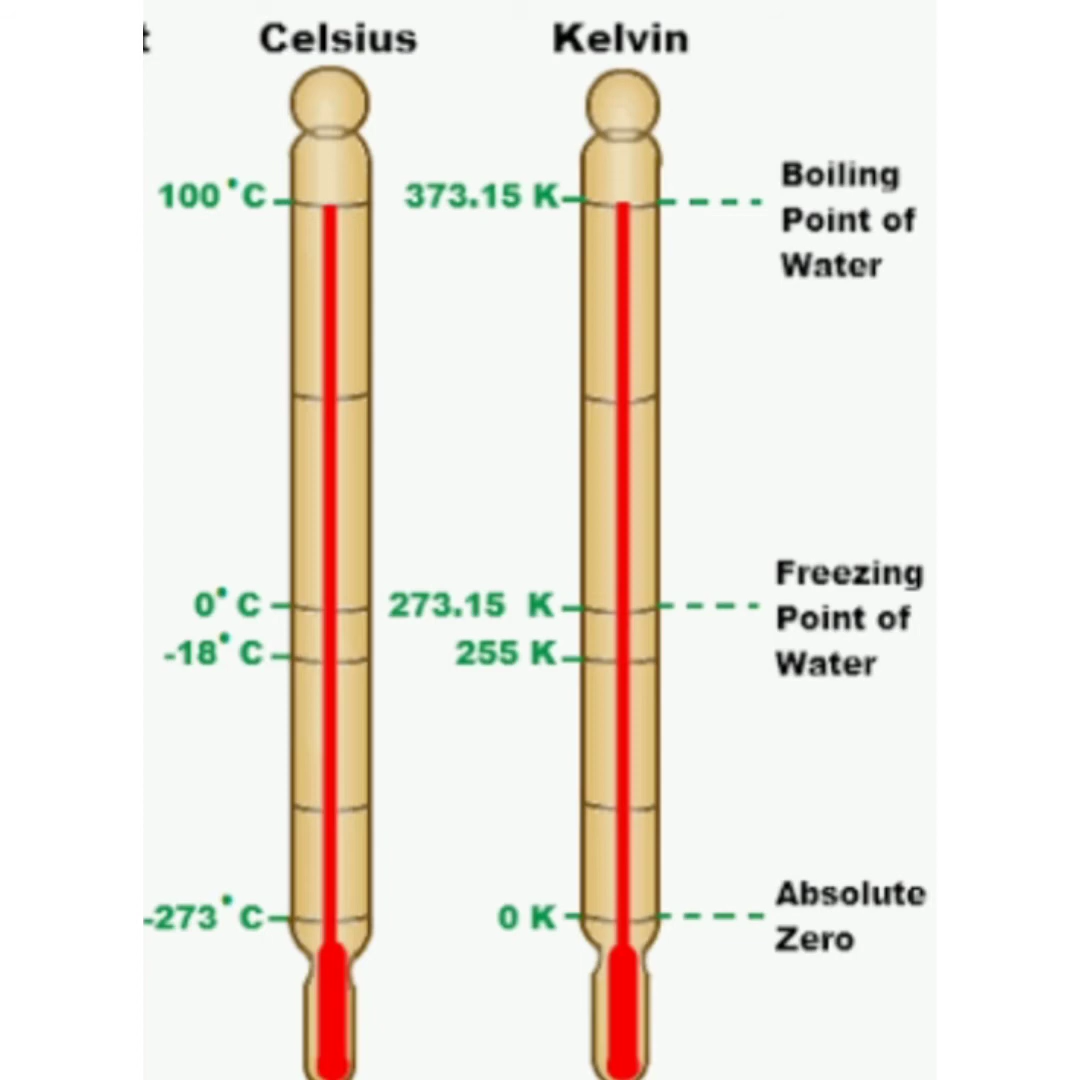 t Celsius Kelvin
100°C 373.15 K Boiling
Point of
Water
0°C 273.15 K Freezing
-18°C 255 K Point of
Water
-273°C 0 K Absolute
Zero